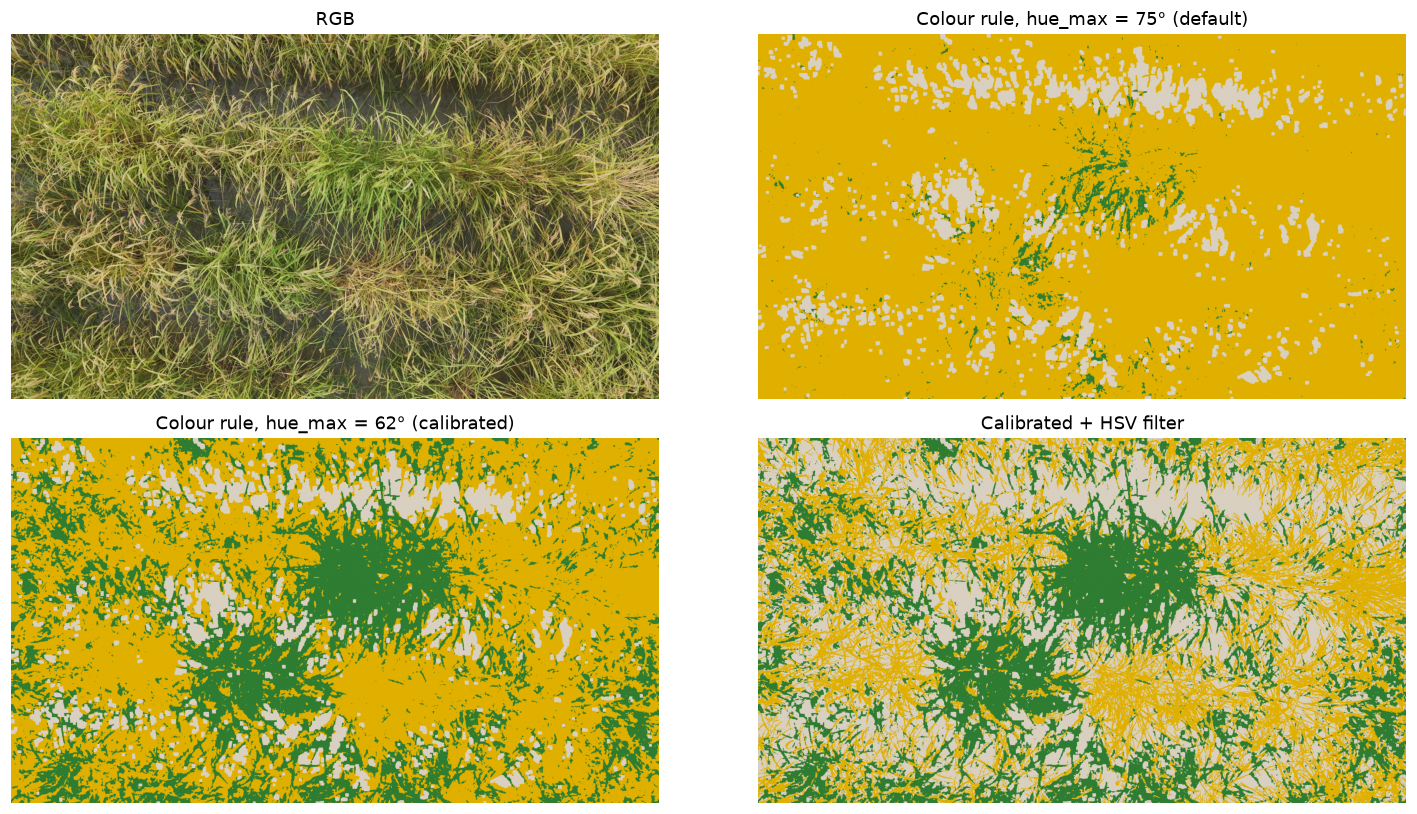 RGB
Colour rule, hue_max = 75° (default)
Colour rule, hue_max = 62° (calibrated)
Calibrated + HSV filter